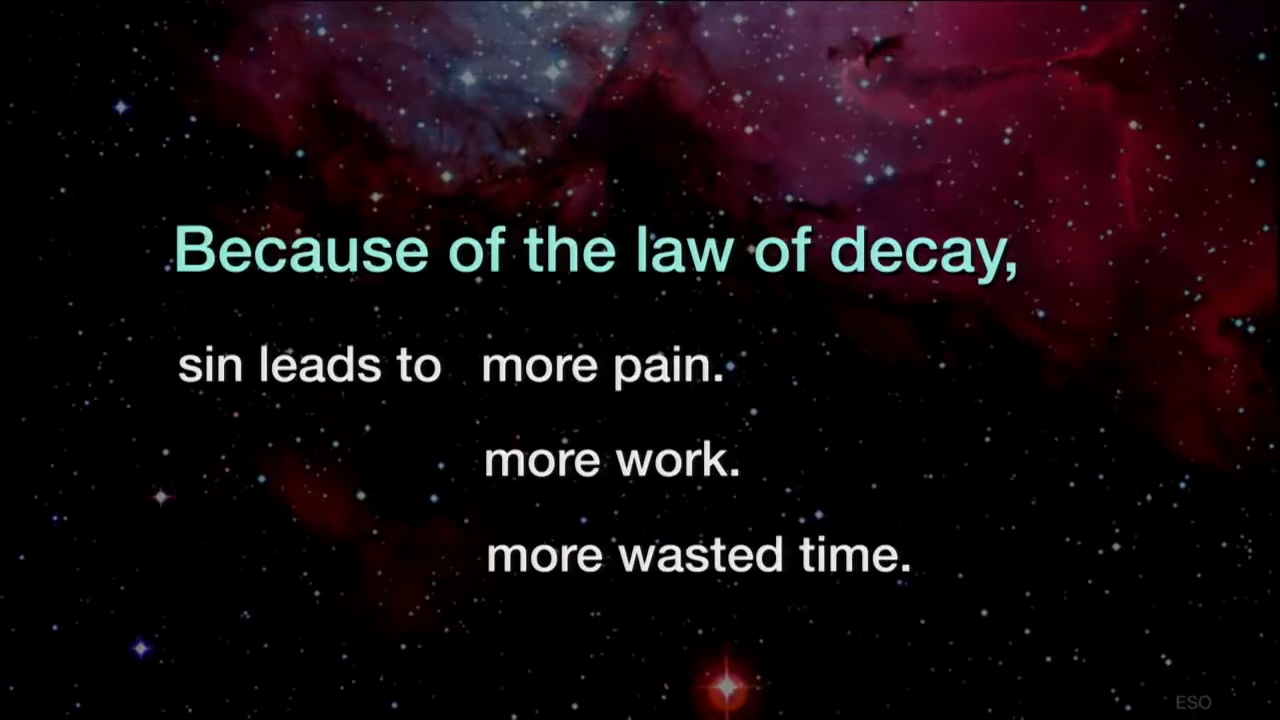 Because of the law of decay,
sin leads to more pain.
more work.
more wasted time.
ESO